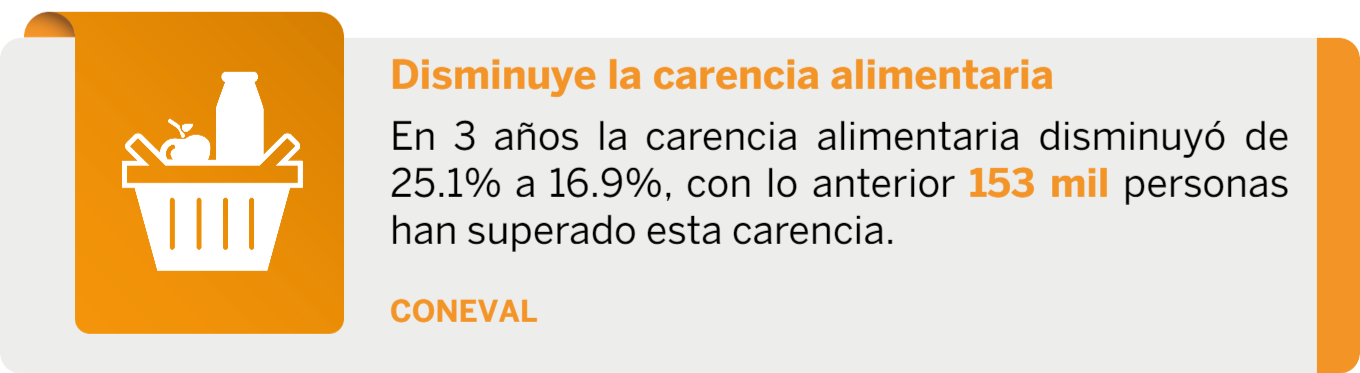 Disminuye la carencia alimentaria
En 3 años la carencia alimentaria disminuyó de
25.1% a 16.9%, con lo anterior 153 mil personas
han superado esta carencia.
CONEVAL